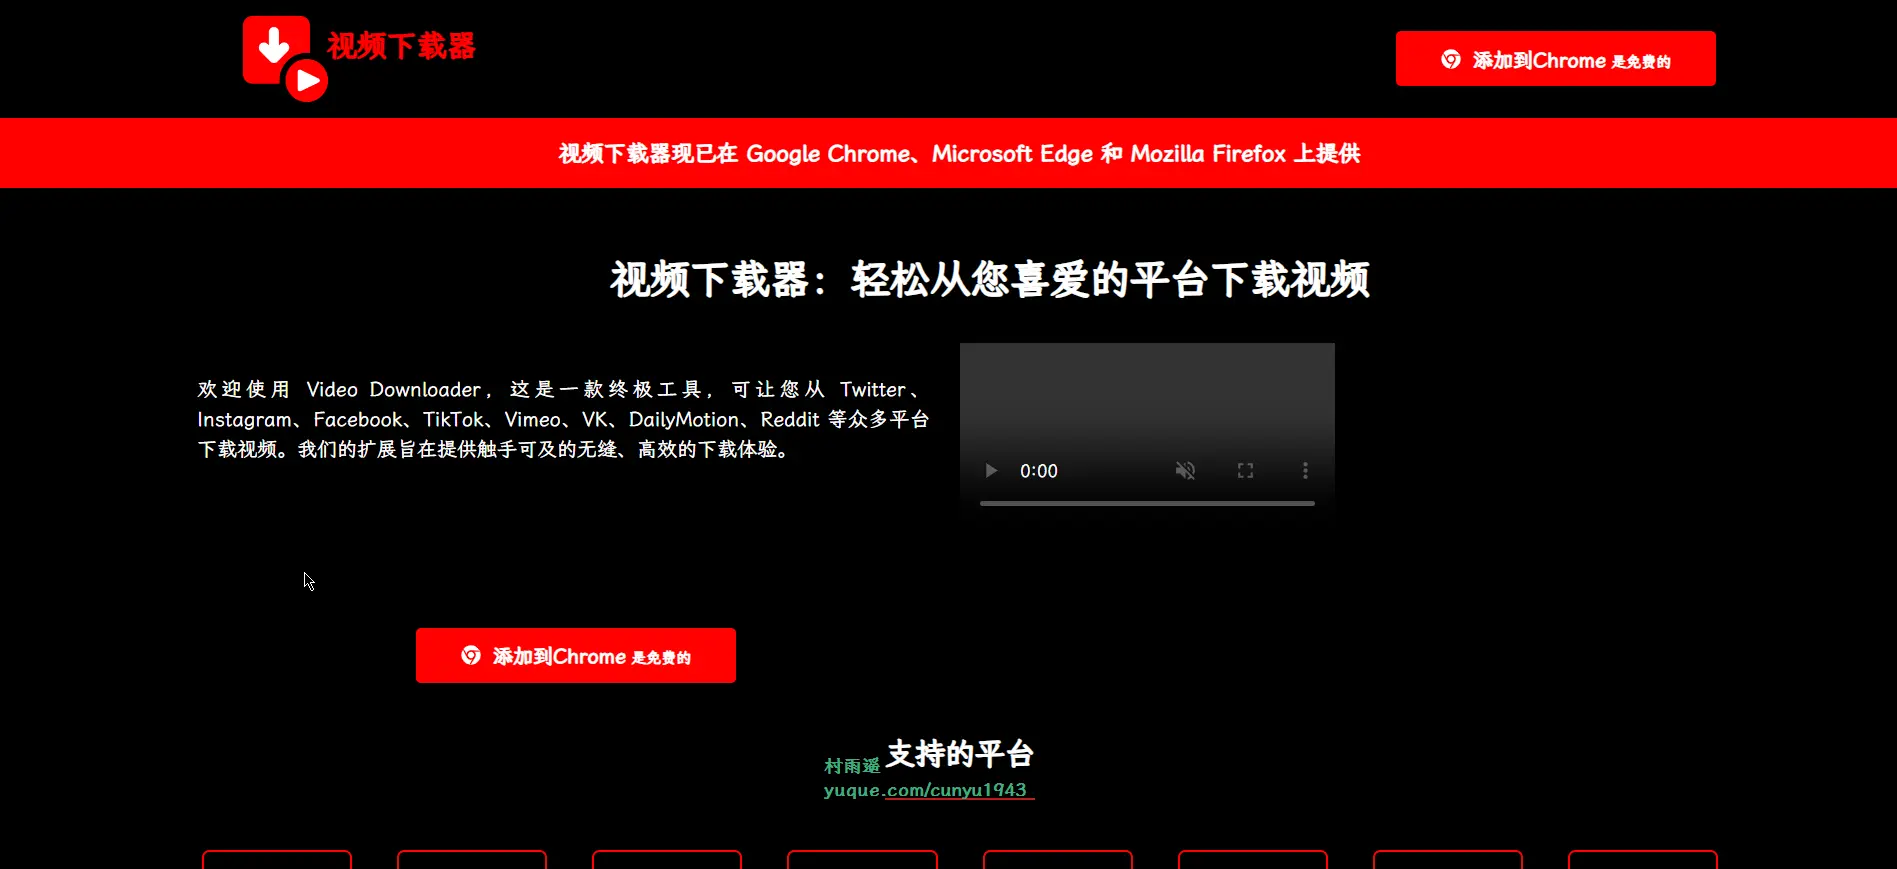 视频下载器
添加到Chrome 是免费的
视频下载器现已在 Google Chrome、Microsoft Edge 和 Mozilla Firefox 上提供
视频下载器：轻松从您喜爱的平台下载视频
欢迎使用 Video Downloader，这是一款终极工具，可让您从 Twitter、
Instagram、Facebook、TikTok、Vimeo、VK、DailyMotion、Reddit 等众多平台
下载视频。我们的扩展旨在提供触手可及的无缝、高效的下载体验。
0:00
添加到Chrome 是免费的
支持的平台
村雨遥
yuque.com/cunyu1943